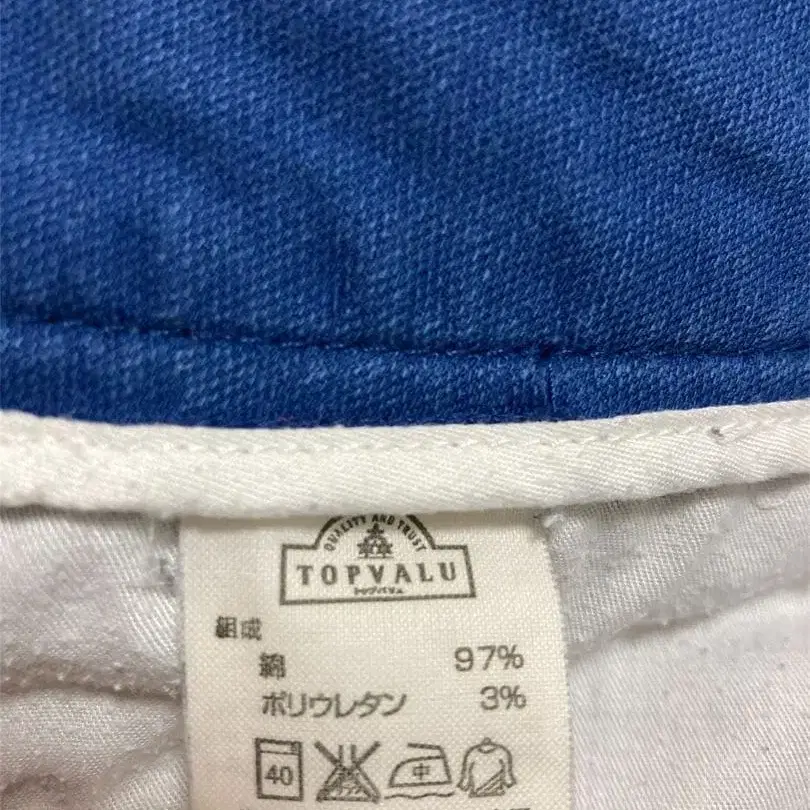 QUALITY AND TRUST
TOPVALU
トップバリュ
組成
綿 97%
ポリウレタン 3%
40 中